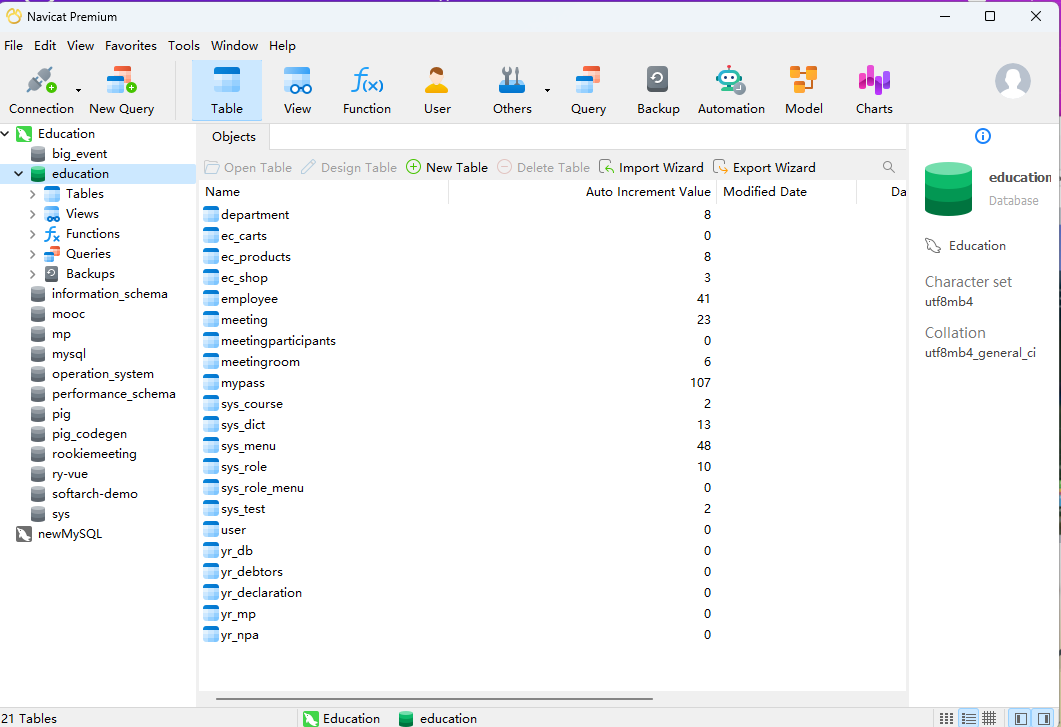 Navicat Premium
File Edit View Favorites Tools Window Help
Connection New Query Table View Function User Others Query Backup Automation Model Charts
Education
big_event
education
Tables
Views
Functions
Queries
Backups
information_schema
mooc
mp
mysql
operation_system
performance_schema
pig
pig_codegen
rookiemeeting
ry-vue
softarch-demo
sys
newMySQL
Objects
Open Table Design Table New Table Delete Table Import Wizard Export Wizard
Name Auto Increment Value Modified Date Da
department 8
ec_carts 0
ec_products 8
ec_shop 3
employee 41
meeting 23
meetingparticipants 0
meetingroom 6
mypass 107
sys_course 2
sys_dict 13
sys_menu 48
sys_role 10
sys_role_menu 0
sys_test 2
user 0
yr_db 0
yr_debtors 0
yr_declaration 0
yr_mp 0
yr_npa 0
education
Database
Education
Character set
utf8mb4
Collation
utf8mb4_general_ci
21 Tables Education education